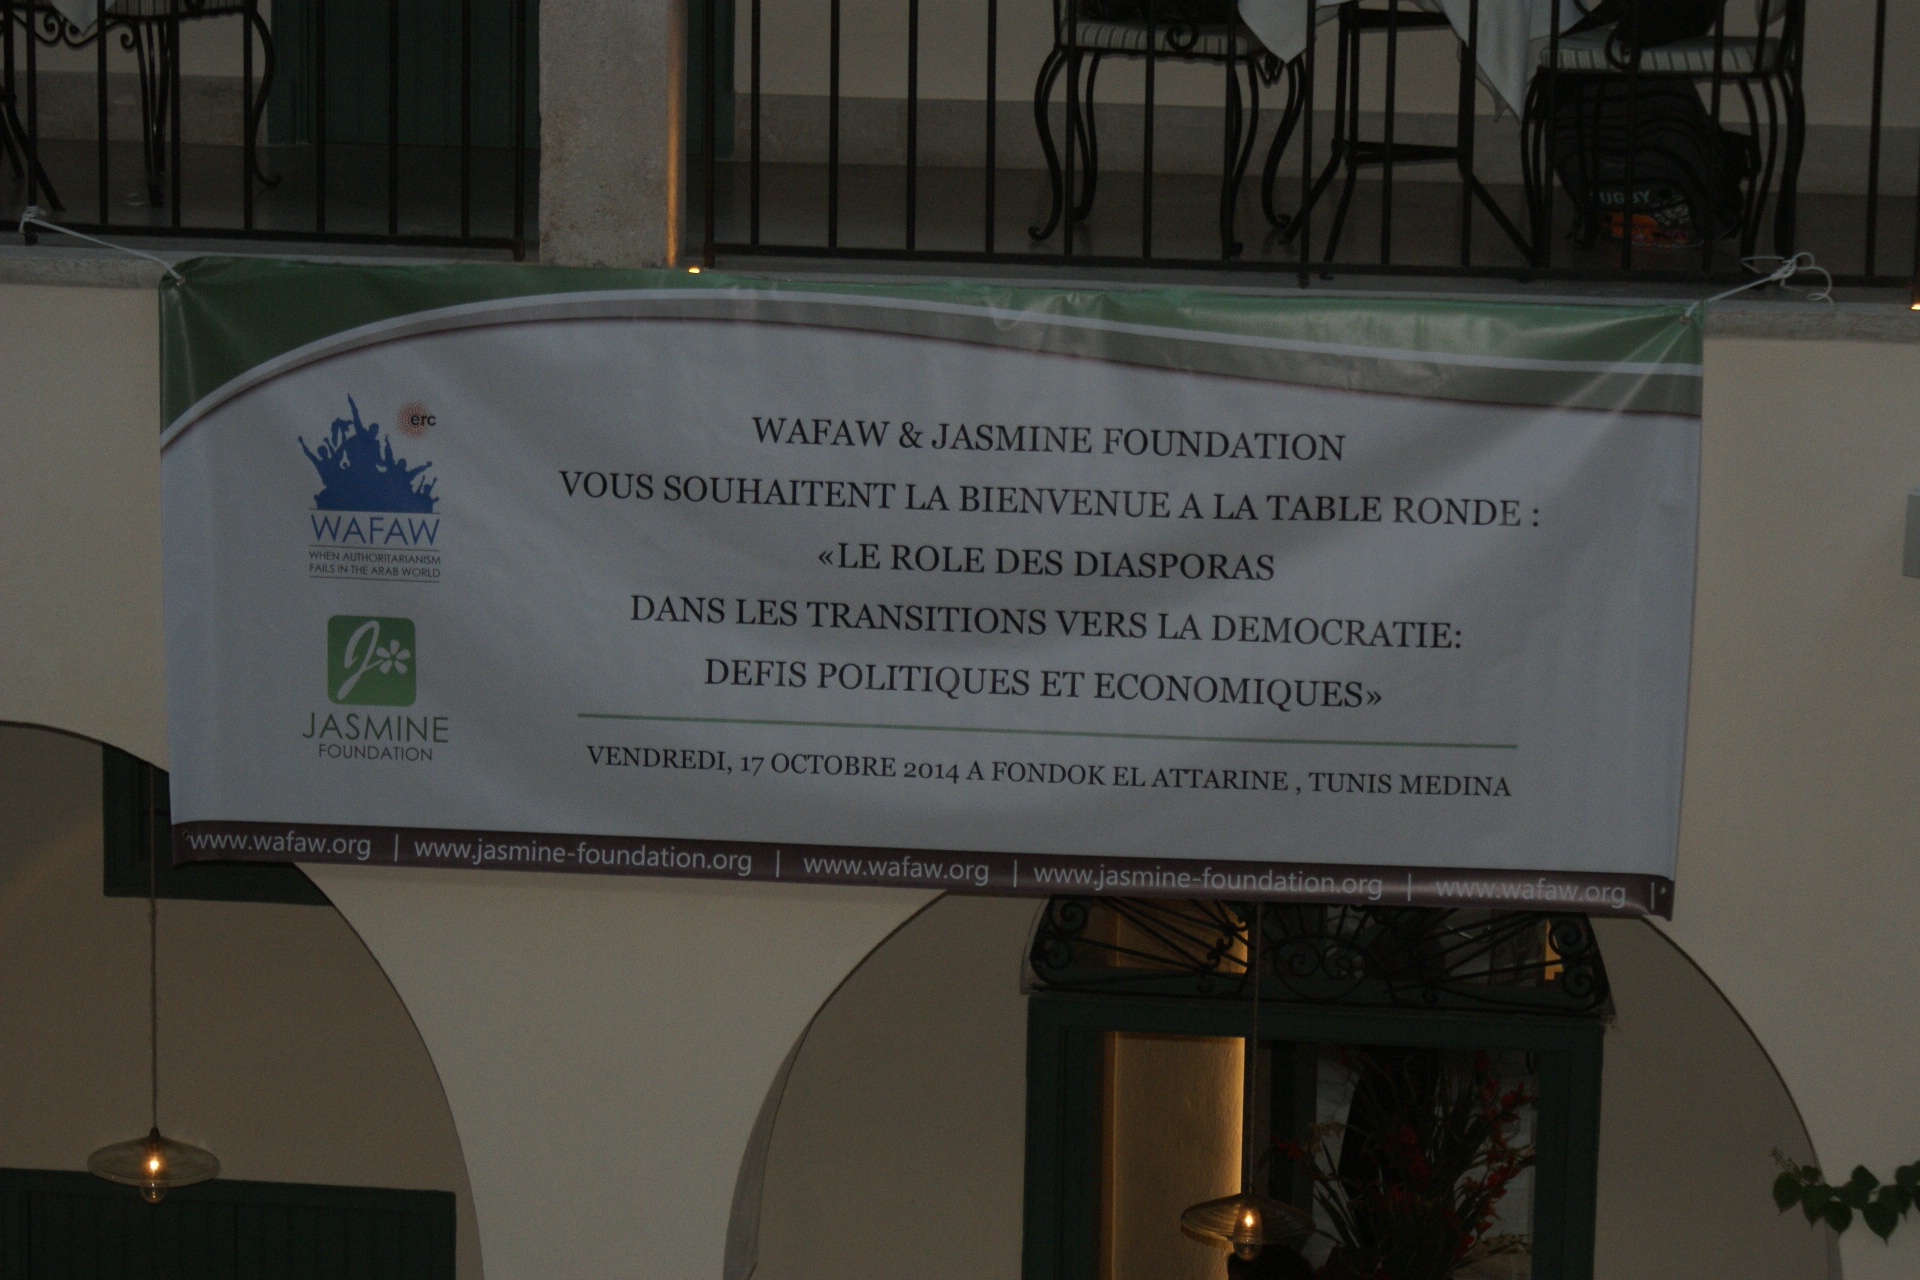 erc
WAFAW
WHEN AUTHORITARIANISM
FAILS IN THE ARAB WORLD
JASMINE
FOUNDATION
WAFAW & JASMINE FOUNDATION
VOUS SOUHAITENT LA BIENVENUE A LA TABLE RONDE :
«LE ROLE DES DIASPORAS
DANS LES TRANSITIONS VERS LA DEMOCRATIE:
DEFIS POLITIQUES ET ECONOMIQUES»
VENDREDI, 17 OCTOBRE 2014 A FONDOK EL ATTARINE , TUNIS MEDINA
www.wafaw.org | www.jasmine-foundation.org | www.wafaw.org | www.jasmine-foundation.org | www.wafaw.org |